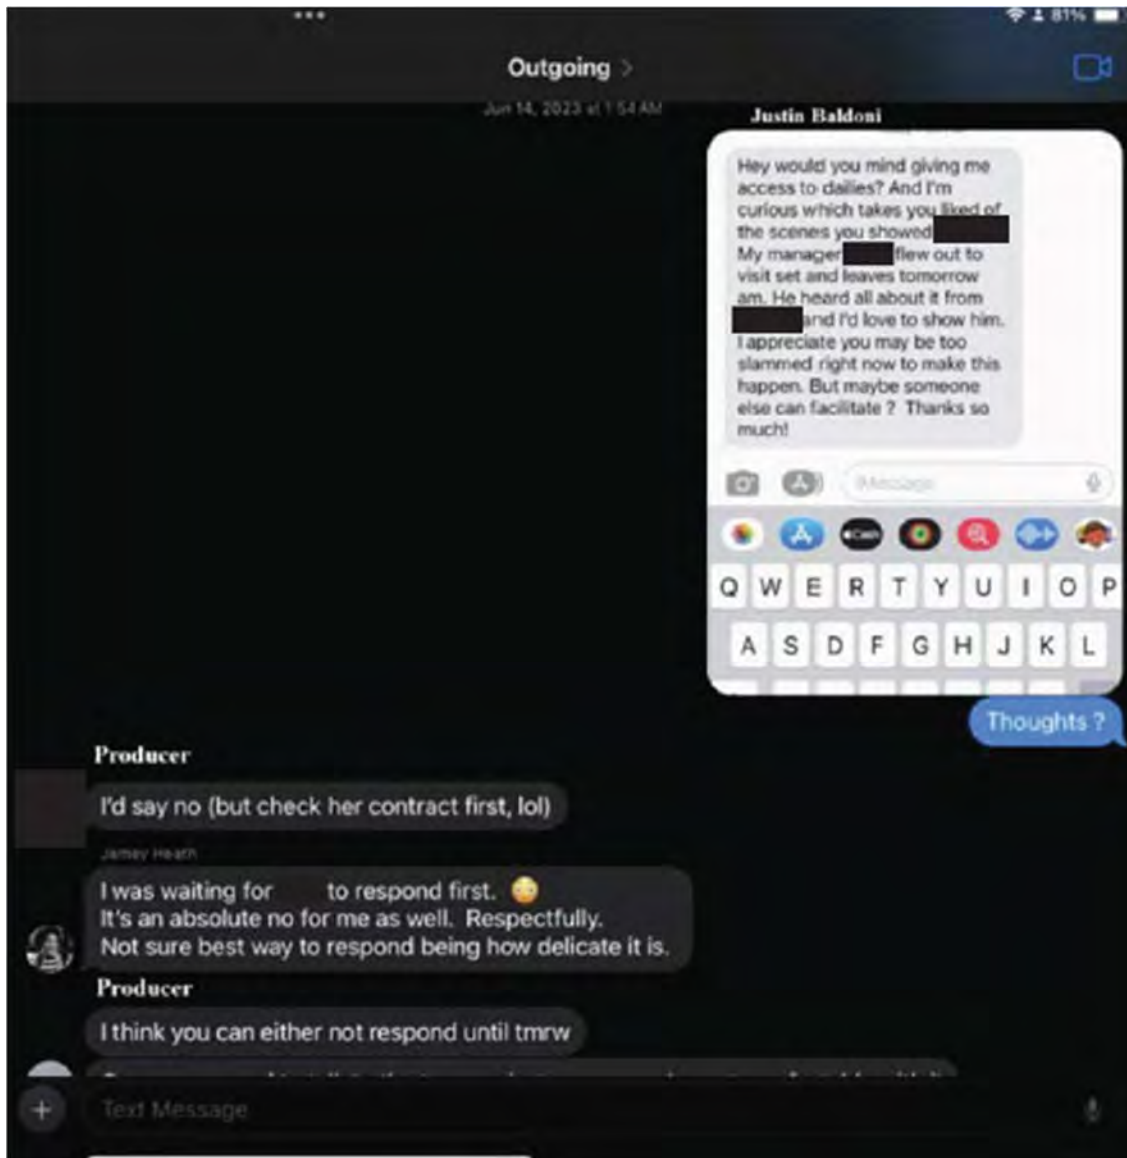 81%
Outgoing >
Jun 14, 2023 at 1:54 AM
Justin Baldoni
Hey would you mind giving me
access to dailies? And I'm
curious which takes you liked of
the scenes you showed
My manager flew out to
visit set and leaves tomorrow
am. He heard all about it from
and I'd love to show him.
I appreciate you may be too
slammed right now to make this
happen. But maybe someone
else can facilitate ? Thanks so
much!
iMessage
Cash
Q W E R T Y U I O P
A S D F G H J K L
Thoughts ?
Producer
I'd say no (but check her contract first, lol)
Jamey Heath
I was waiting for to respond first. 😳
It's an absolute no for me as well. Respectfully.
Not sure best way to respond being how delicate it is.
Producer
I think you can either not respond until tmrw
Text Message